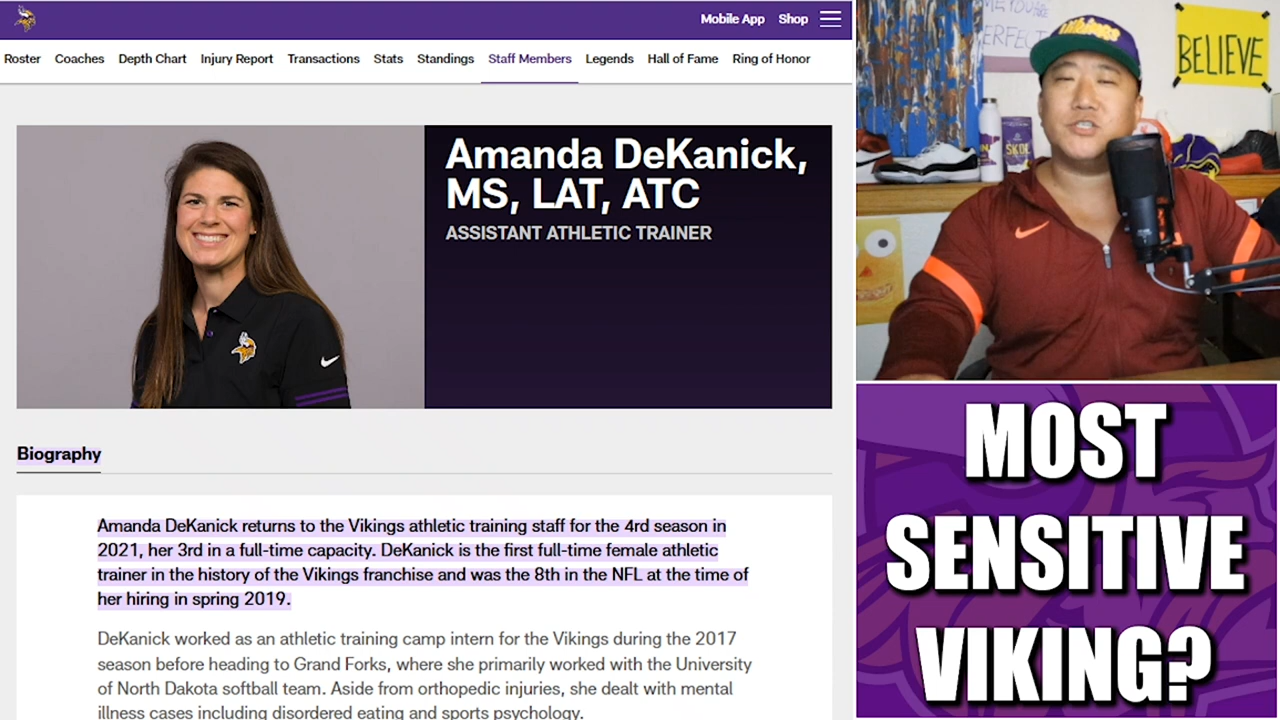 Mobile App Shop
Roster Coaches Depth Chart Injury Report Transactions Stats Standings Staff Members Legends Hall of Fame Ring of Honor
Amanda DeKanick,
MS, LAT, ATC
ASSISTANT ATHLETIC TRAINER
Biography
Amanda DeKanick returns to the Vikings athletic training staff for the 4rd season in
2021, her 3rd in a full-time capacity. DeKanick is the first full-time female athletic
trainer in the history of the Vikings franchise and was the 8th in the NFL at the time of
her hiring in spring 2019.
DeKanick worked as an athletic training camp intern for the Vikings during the 2017
season before heading to Grand Forks, where she primarily worked with the University
of North Dakota softball team. Aside from orthopedic injuries, she dealt with mental
illness cases including disordered eating and sports psychology.
BELIEVE
Vikings
SKOL
MOST
SENSITIVE
VIKING?